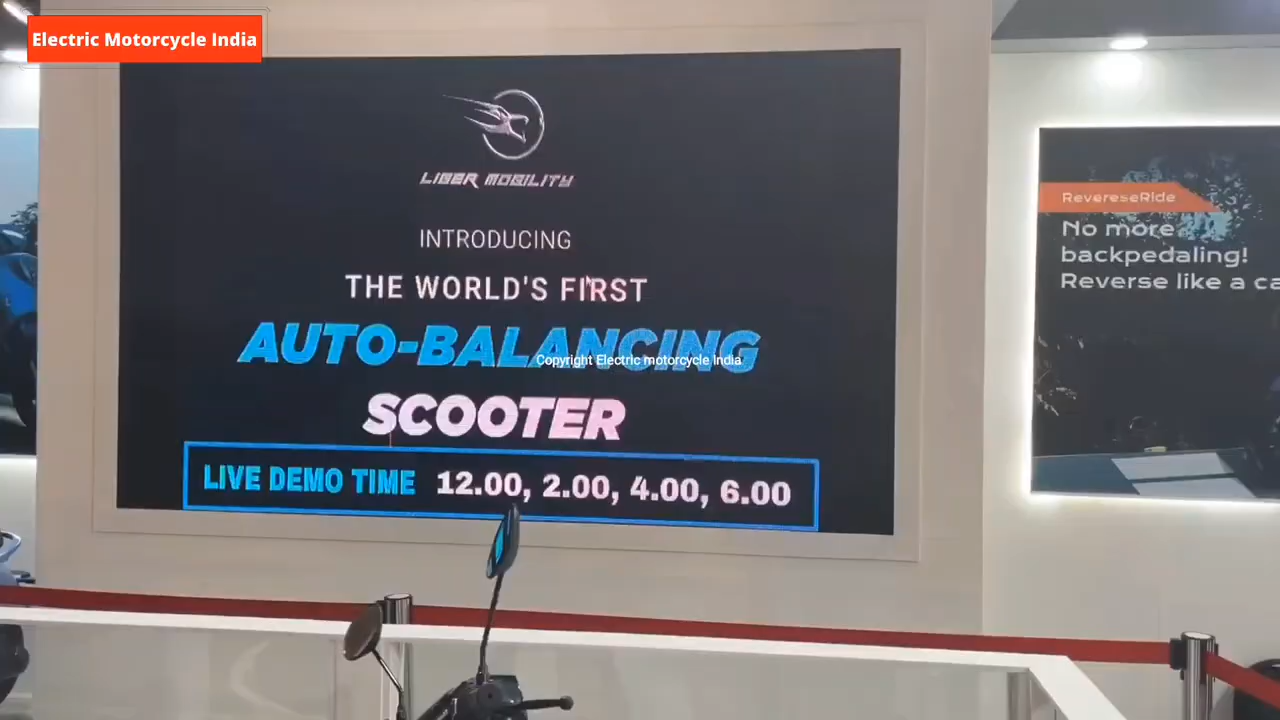 Electric Motorcycle India
LIGER MOBILITY
INTRODUCING
THE WORLD'S FIRST
AUTO-BALANCING
Copyright Electric motorcycle India
SCOOTER
LIVE DEMO TIME 12.00, 2.00, 4.00, 6.00
RevereseRide
No more
backpedaling!
Reverse like a ca